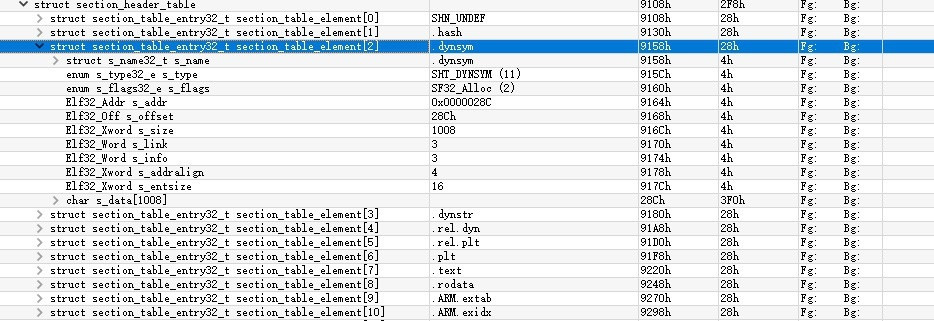 struct section_header_table 9108h 2F8h Fg: Bg:
struct section_table_entry32_t section_table_element[0] SHN_UNDEF 9108h 28h Fg: Bg:
struct section_table_entry32_t section_table_element[1] .hash 9130h 28h Fg: Bg:
struct section_table_entry32_t section_table_element[2] .dynsym 9158h 28h Fg: Bg:
struct s_name32_t s_name .dynsym 9158h 4h Fg: Bg:
enum s_type32_e s_type SHT_DYNSYM (11) 915Ch 4h Fg: Bg:
enum s_flags32_e s_flags SF32_Alloc (2) 9160h 4h Fg: Bg:
Elf32_Addr s_addr 0x0000028C 9164h 4h Fg: Bg:
Elf32_Off s_offset 28Ch 9168h 4h Fg: Bg:
Elf32_Xword s_size 1008 916Ch 4h Fg: Bg:
Elf32_Word s_link 3 9170h 4h Fg: Bg:
Elf32_Word s_info 3 9174h 4h Fg: Bg:
Elf32_Xword s_addralign 4 9178h 4h Fg: Bg:
Elf32_Xword s_entsize 16 917Ch 4h Fg: Bg:
char s_data[1008] 28Ch 3F0h Fg: Bg:
struct section_table_entry32_t section_table_element[3] .dynstr 9180h 28h Fg: Bg:
struct section_table_entry32_t section_table_element[4] .rel.dyn 91A8h 28h Fg: Bg:
struct section_table_entry32_t section_table_element[5] .rel.plt 91D0h 28h Fg: Bg:
struct section_table_entry32_t section_table_element[6] .plt 91F8h 28h Fg: Bg:
struct section_table_entry32_t section_table_element[7] .text 9220h 28h Fg: Bg:
struct section_table_entry32_t section_table_element[8] .rodata 9248h 28h Fg: Bg:
struct section_table_entry32_t section_table_element[9] .ARM.extab 9270h 28h Fg: Bg:
struct section_table_entry32_t section_table_element[10] .ARM.exidx 9298h 28h Fg: Bg: